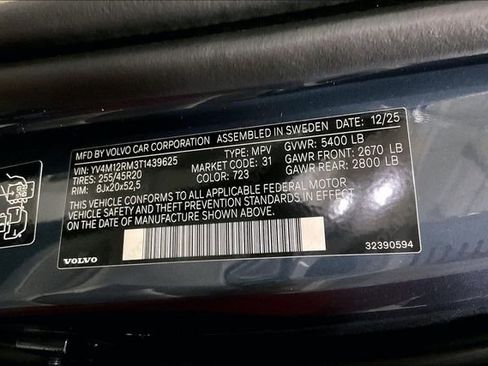 MFD BY VOLVO CAR CORPORATION ASSEMBLED IN SWEDEN 12/25
VIN: YV4M12RM3T1439625 TYPE: MPV GVWR: 5400 LB
TIRES: 255/45R20 MARKET CODE: 31 GAWR FRONT: 2670 LB
RIM: 8Jx20x52,5 COLOR: 723 GAWR REAR: 2800 LB
THIS VEHICLE CONFORMS TO ALL APPLICABLE FEDERAL MOTOR
VEHICLE SAFETY AND BUMPER STANDARDS IN EFFECT
ON THE DATE OF MANUFACTURE SHOWN ABOVE.
VOLVO 32390594